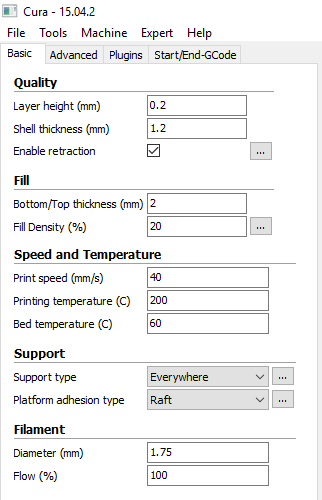 Cura - 15.04.2
File Tools Machine Expert Help
Basic Advanced Plugins Start/End-GCode
Quality
Layer height (mm) 0.2
Shell thickness (mm) 1.2
Enable retraction ...
Fill
Bottom/Top thickness (mm) 2
Fill Density (%) 20 ...
Speed and Temperature
Print speed (mm/s) 40
Printing temperature (C) 200
Bed temperature (C) 60
Support
Support type Everywhere ...
Platform adhesion type Raft ...
Filament
Diameter (mm) 1.75
Flow (%) 100